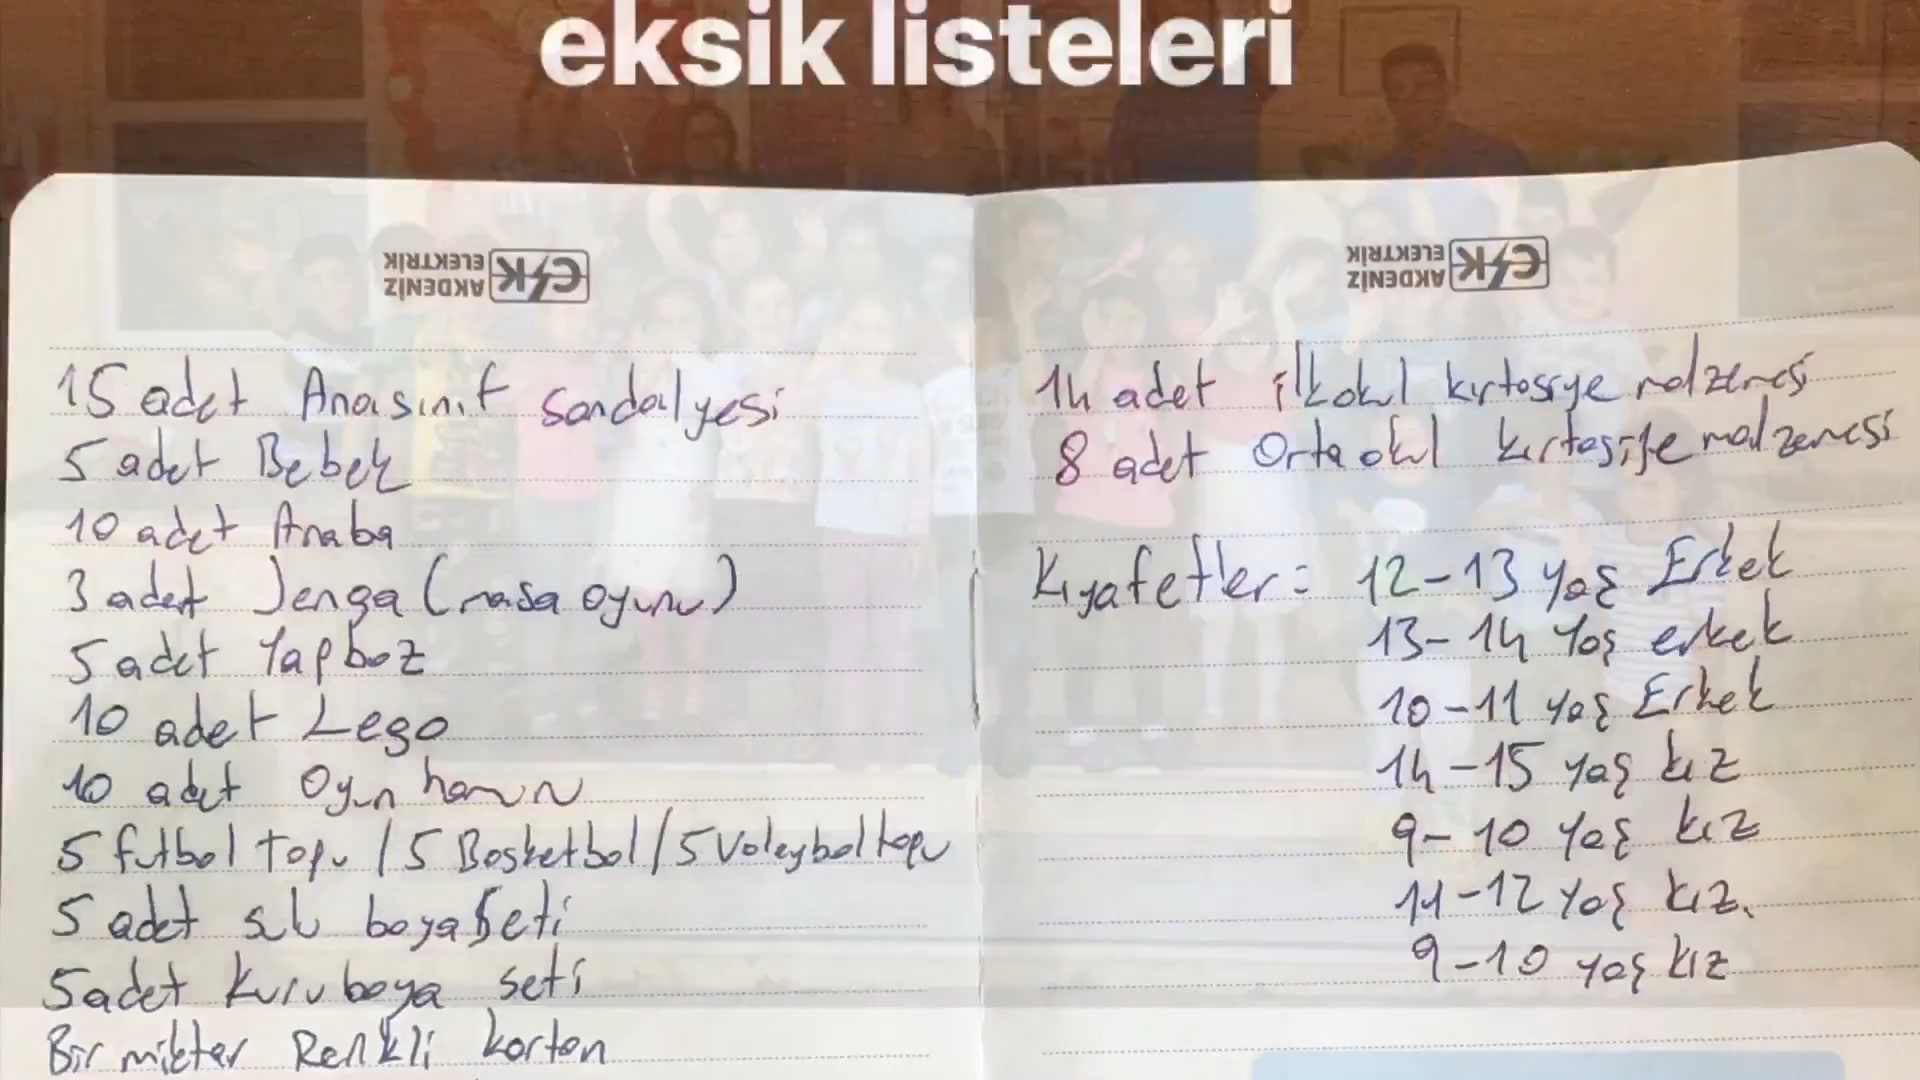 eksik listeleri
AKDENİZ
ELEKTRİK
CK
15 adet Anasınıf sandalyesi
5 adet Bebek
10 adet Araba
3 adet Jenga (masa oyunu)
5 adet Yapboz
10 adet Lego
10 adet Oyun hamuru
5 futbol topu / 5 Basketbol / 5 Voleybol topu
5 adet sulu boya seti
5 adet kuru boya seti
Bir miktar Renkli karton
AKDENİZ
ELEKTRİK
CK
14 adet ilkokul kırtasiye malzemesi
8 adet Ortaokul kırtasiye malzemesi
Kıyafetler = 12-13 yaş Erkek
13-14 Yaş erkek
10-11 yaş Erkek
14-15 yaş kız
9-10 yaş kız
11-12 yaş kız.
9-10 yaş kız